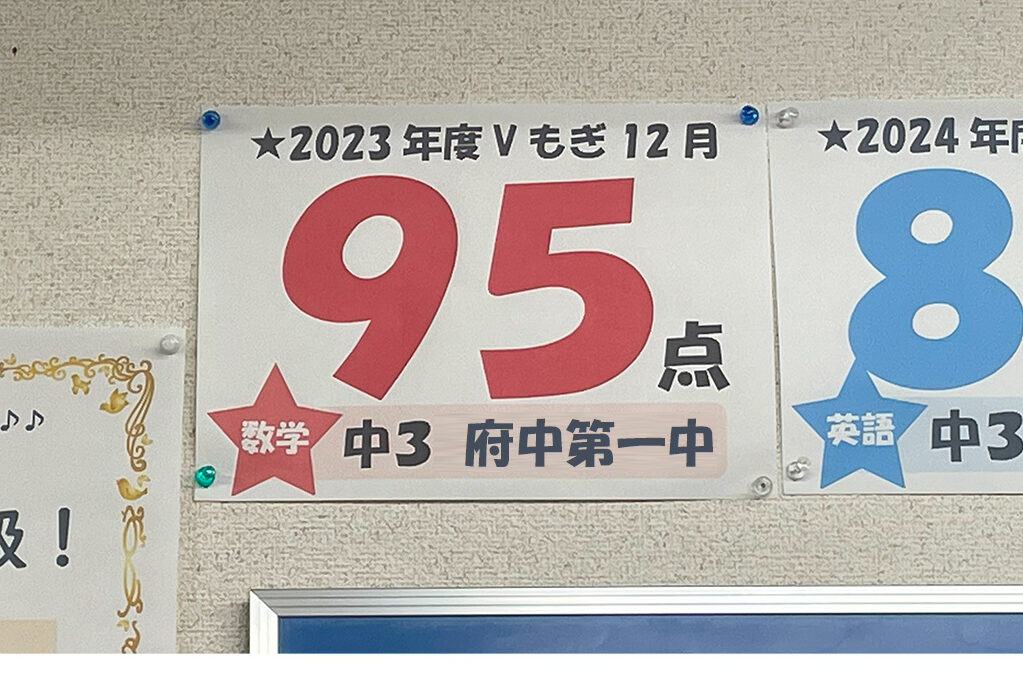 ★2023年度Vもぎ12月
95点
数学 中3 府中第一中
★2024年
8
英語 中3
♪♪
級！